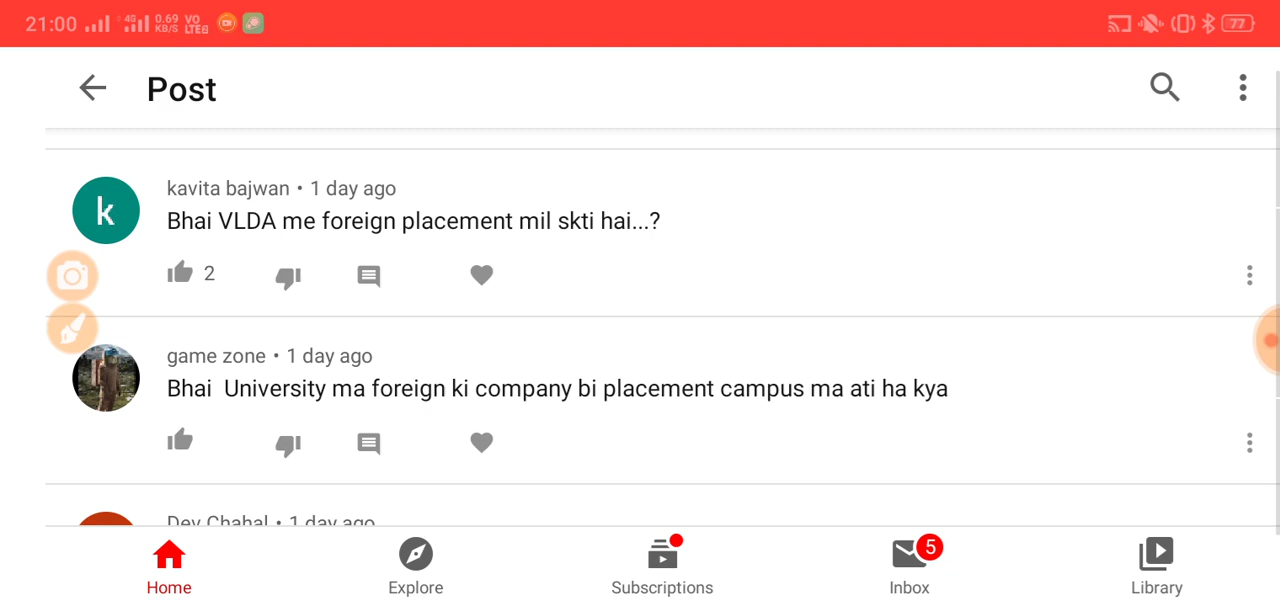 21:00 4G 0.69 KB/S VO LTE 77
Post
kavita bajwan • 1 day ago
k
Bhai VLDA me foreign placement mil skti hai...?
2
game zone • 1 day ago
Bhai University ma foreign ki company bi placement campus ma ati ha kya
Dev Chahal • 1 day ago
5
Home Explore Subscriptions Inbox Library